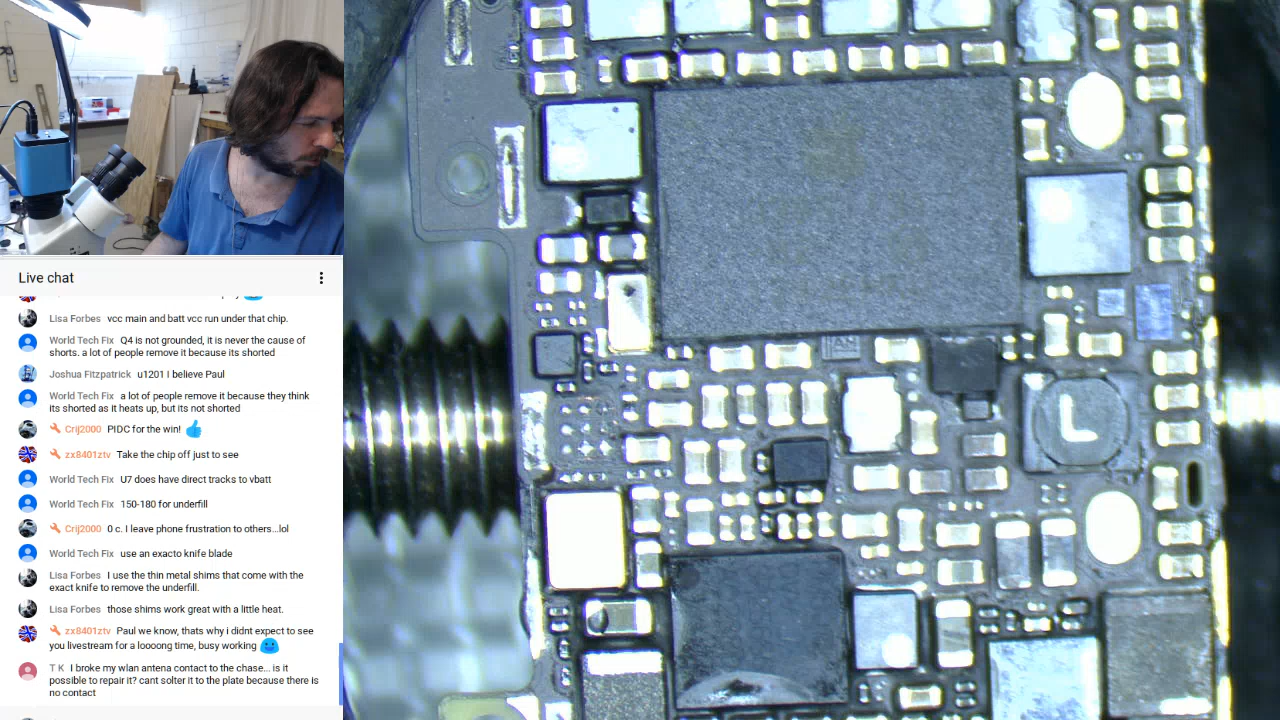 Live chat
Lisa Forbes vcc main and batt vcc run under that chip.
World Tech Fix Q4 is not grounded, it is never the cause of
shorts. a lot of people remove it because its shorted
Joshua Fitzpatrick u1201 I believe Paul
World Tech Fix a lot of people remove it because they think
its shorted as it heats up, but its not shorted
Crij2000 PIDC for the win!
zx8401ztv Take the chip off just to see
World Tech Fix U7 does have direct tracks to vbatt
World Tech Fix 150-180 for underfill
Crij2000 0 c. I leave phone frustration to others...lol
World Tech Fix use an exacto knife blade
Lisa Forbes I use the thin metal shims that come with the
exact knife to remove the underfill.
Lisa Forbes those shims work great with a little heat.
zx8401ztv Paul we know, thats why i didnt expect to see
you livestream for a loooong time, busy working
T K I broke my wlan antena contact to the chase... is it
possible to repair it? cant solter it to the plate because there is
no contact
L